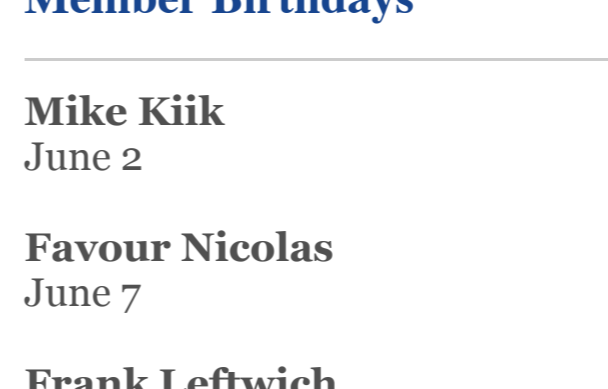 Member Birthdays
Mike Kiik
June 2
Favour Nicolas
June 7
Frank Leftwich